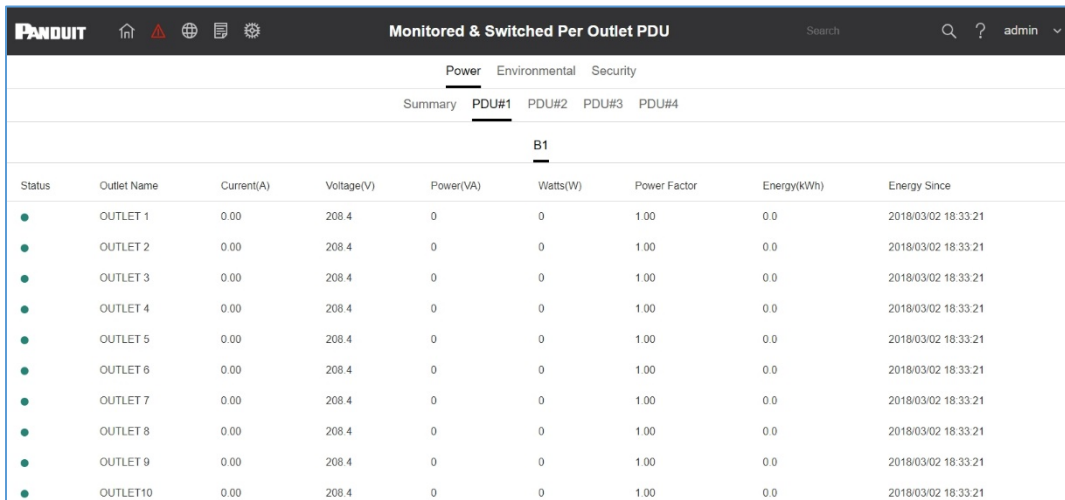 PANDUIT Monitored & Switched Per Outlet PDU Search ? admin
Power Environmental Security
Summary PDU#1 PDU#2 PDU#3 PDU#4
B1
Status Outlet Name Current(A) Voltage(V) Power(VA) Watts(W) Power Factor Energy(kWh) Energy Since
OUTLET 1 0.00 208.4 0 0 1.00 0.0 2018/03/02 18:33:21
OUTLET 2 0.00 208.4 0 0 1.00 0.0 2018/03/02 18:33:21
OUTLET 3 0.00 208.4 0 0 1.00 0.0 2018/03/02 18:33:21
OUTLET 4 0.00 208.4 0 0 1.00 0.0 2018/03/02 18:33:21
OUTLET 5 0.00 208.4 0 0 1.00 0.0 2018/03/02 18:33:21
OUTLET 6 0.00 208.4 0 0 1.00 0.0 2018/03/02 18:33:21
OUTLET 7 0.00 208.4 0 0 1.00 0.0 2018/03/02 18:33:21
OUTLET 8 0.00 208.4 0 0 1.00 0.0 2018/03/02 18:33:21
OUTLET 9 0.00 208.4 0 0 1.00 0.0 2018/03/02 18:33:21
OUTLET10 0.00 208.4 0 0 1.00 0.0 2018/03/02 18:33:21